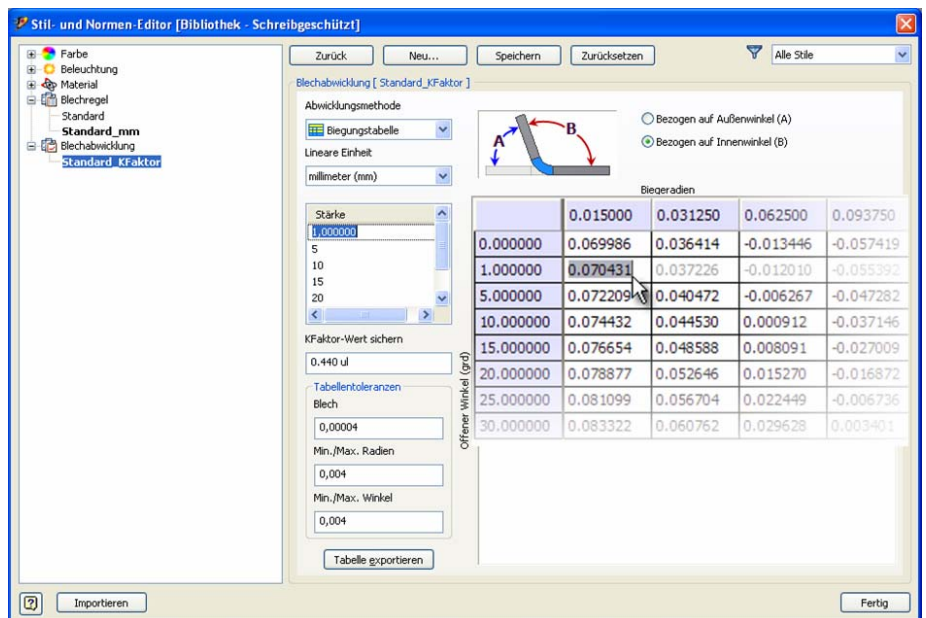 Stil- und Normen-Editor [Bibliothek - Schreibgeschützt]
Farbe
Beleuchtung
Material
Blechregel
Standard
Standard_mm
Blechabwicklung
Standard_KFaktor
Zurück Neu... Speichern Zurücksetzen Alle Stile
Blechabwicklung [ Standard_KFaktor ]
Abwicklungsmethode
Biegungstabelle
Lineare Einheit
millimeter (mm)
A B
Bezogen auf Außenwinkel (A)
Bezogen auf Innenwinkel (B)
Stärke
1,000000
5
10
15
20
KFaktor-Wert sichern
0.440 ul
Tabellentoleranzen
Blech
0,00004
Min./Max. Radien
0,004
Min./Max. Winkel
0,004
Tabelle exportieren
Biegeradien
Offener Winkel (grd)
0.015000 0.031250 0.062500 0.093750
0.000000 0.069986 0.036414 -0.013446 -0.057419
1.000000 0.070431 0.037226 -0.012010 -0.055392
5.000000 0.072209 0.040472 -0.006267 -0.047282
10.000000 0.074432 0.044530 0.000912 -0.037146
15.000000 0.076654 0.048588 0.008091 -0.027009
20.000000 0.078877 0.052646 0.015270 -0.016872
25.000000 0.081099 0.056704 0.022449 -0.006736
30.000000 0.083322 0.060762 0.029628 0.003401
? Importieren Fertig